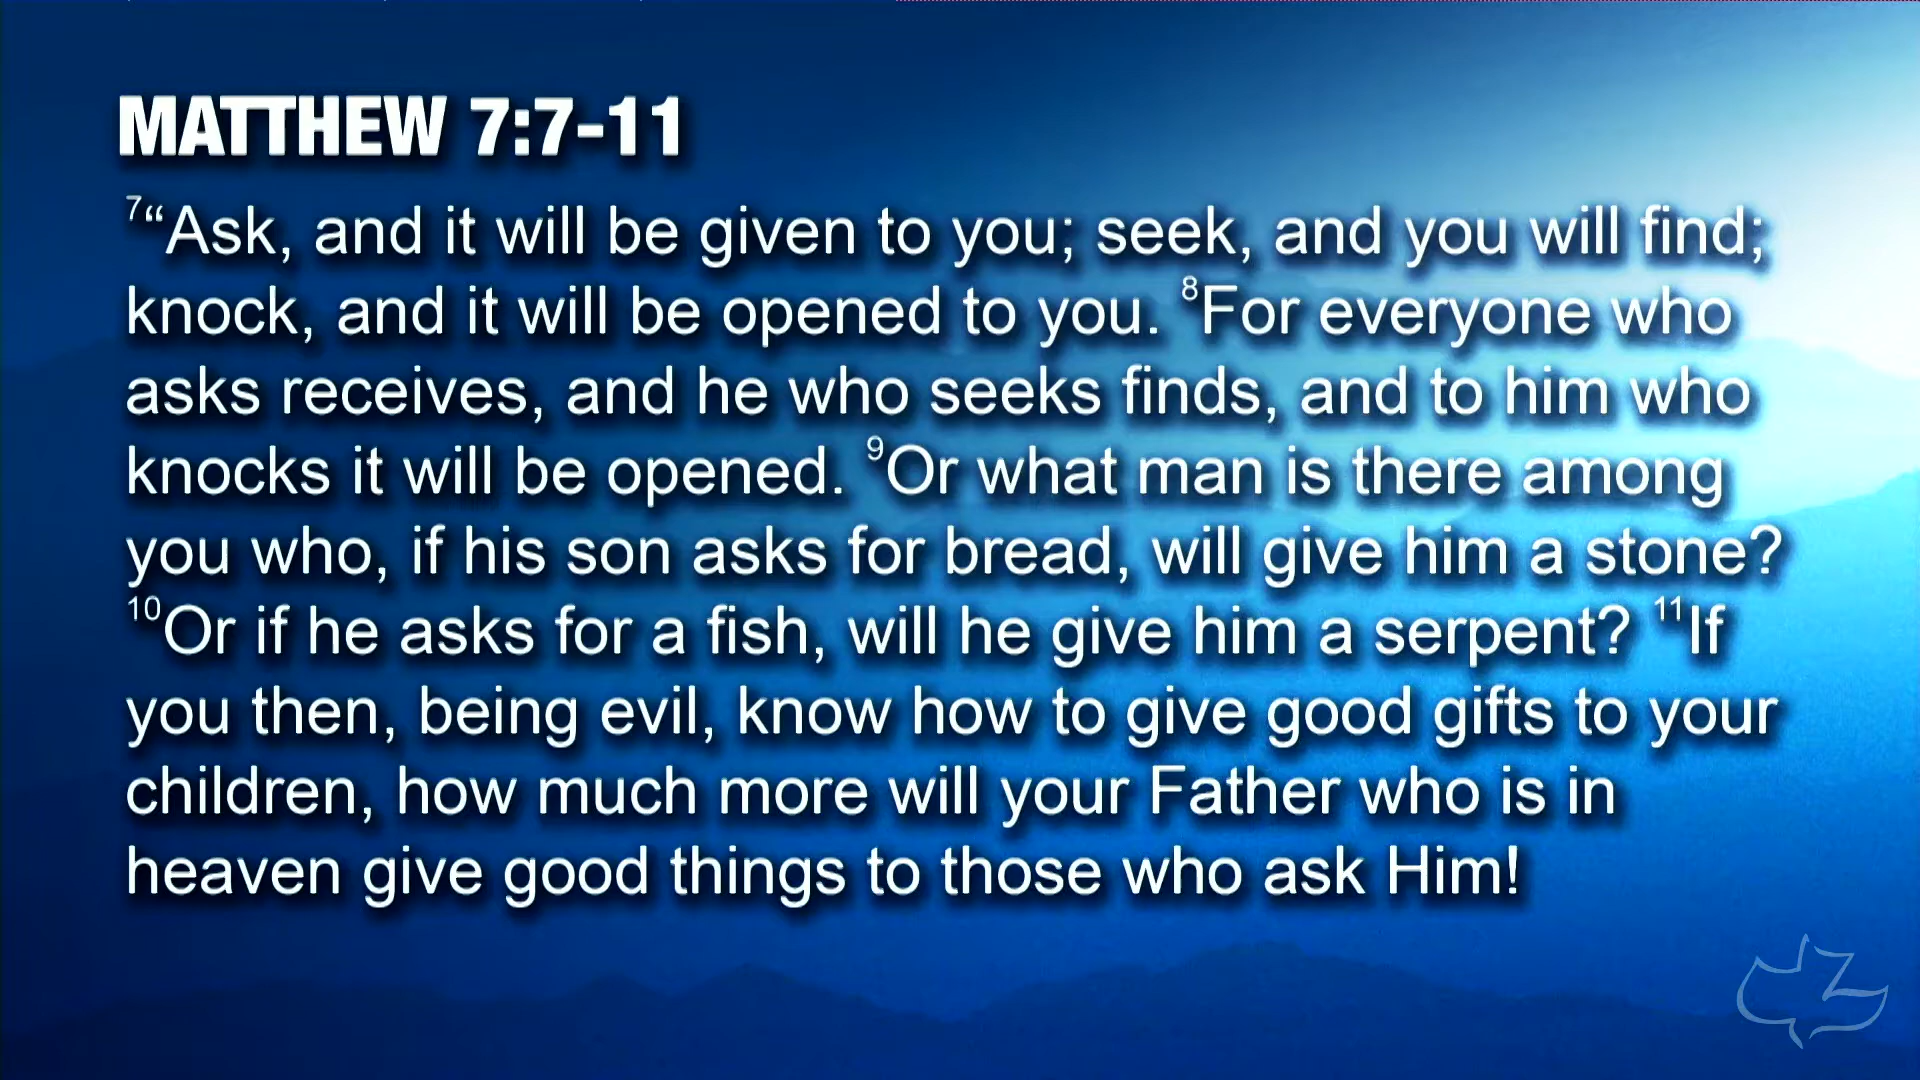 MATTHEW 7:7-11
⁷“Ask, and it will be given to you; seek, and you will find;
knock, and it will be opened to you. ⁸For everyone who
asks receives, and he who seeks finds, and to him who
knocks it will be opened. ⁹Or what man is there among
you who, if his son asks for bread, will give him a stone?
¹⁰Or if he asks for a fish, will he give him a serpent? ¹¹If
you then, being evil, know how to give good gifts to your
children, how much more will your Father who is in
heaven give good things to those who ask Him!